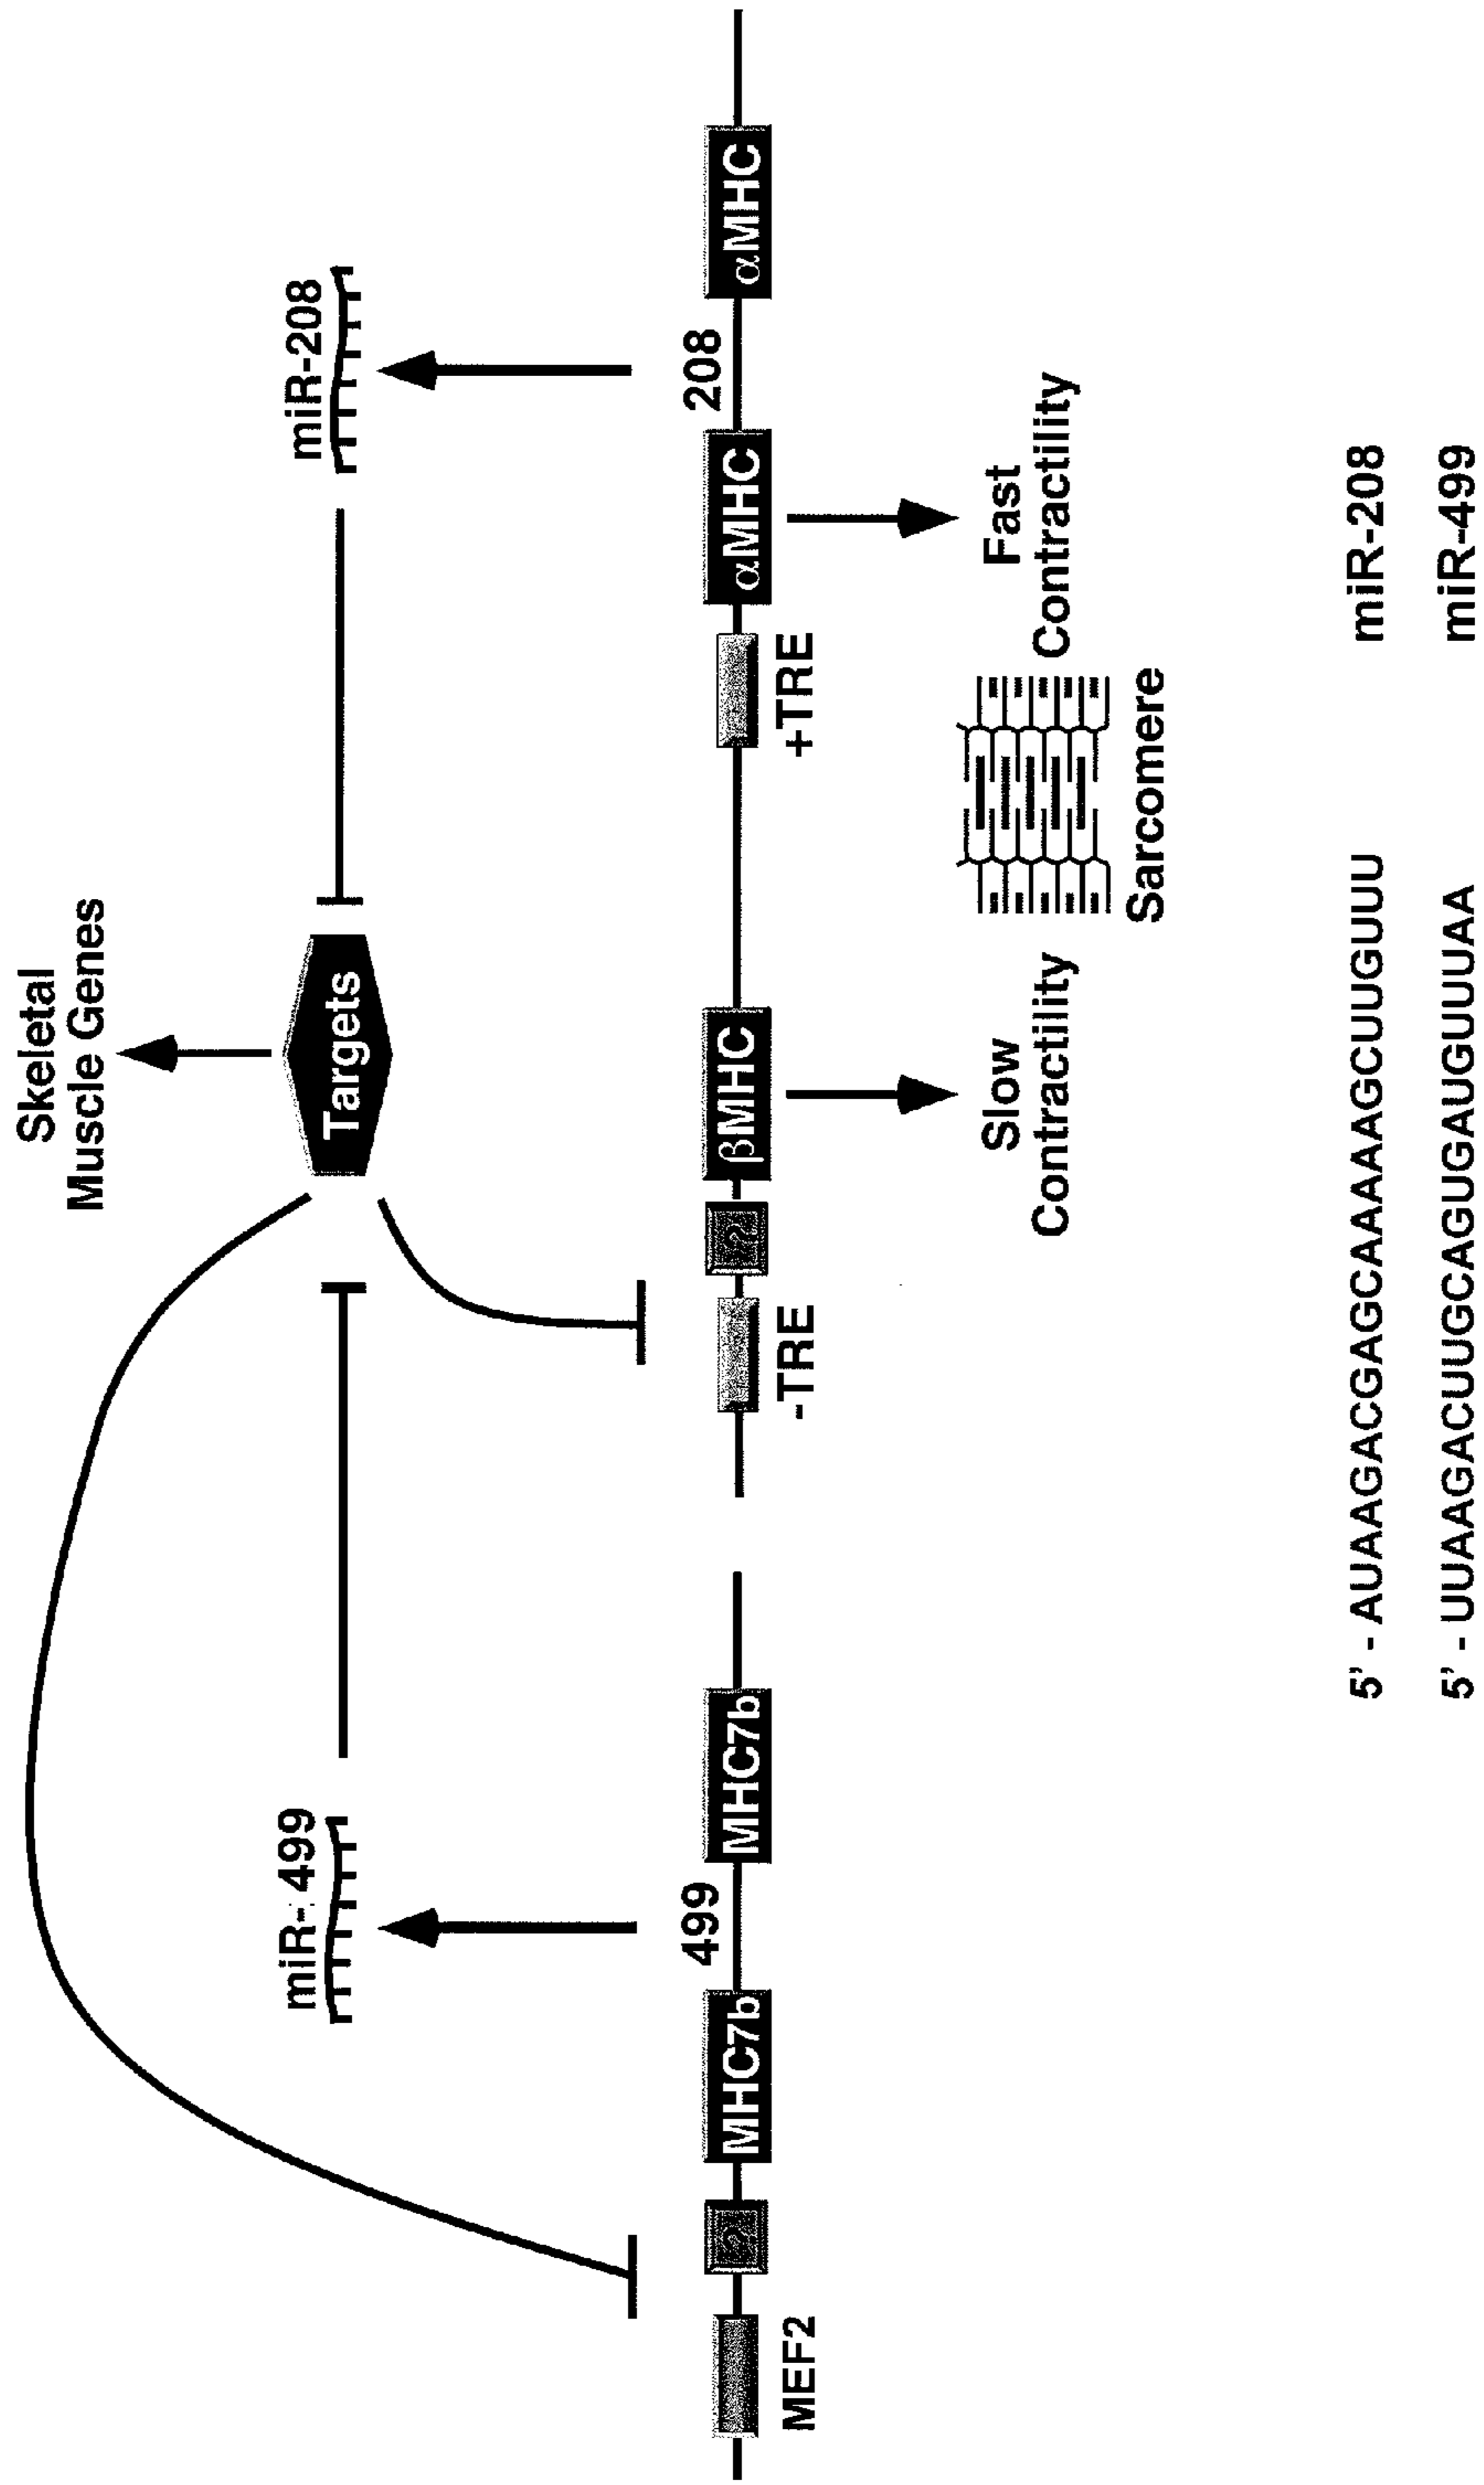 Skeletal
Muscle Genes
miR- 499
Targets
miR-208
499
208
MHC7b
MHC7b
?
?
βMHC
αMHC
αMHC
MEF2
-TRE
+TRE
Slow
Contractility
Fast
Contractility
Sarcomere
5' - AUAAGACGAGCAAAAAGCUUGUUU miR-208
5' - UUAAGACUUGCAGUGAUGUUUAA miR-499